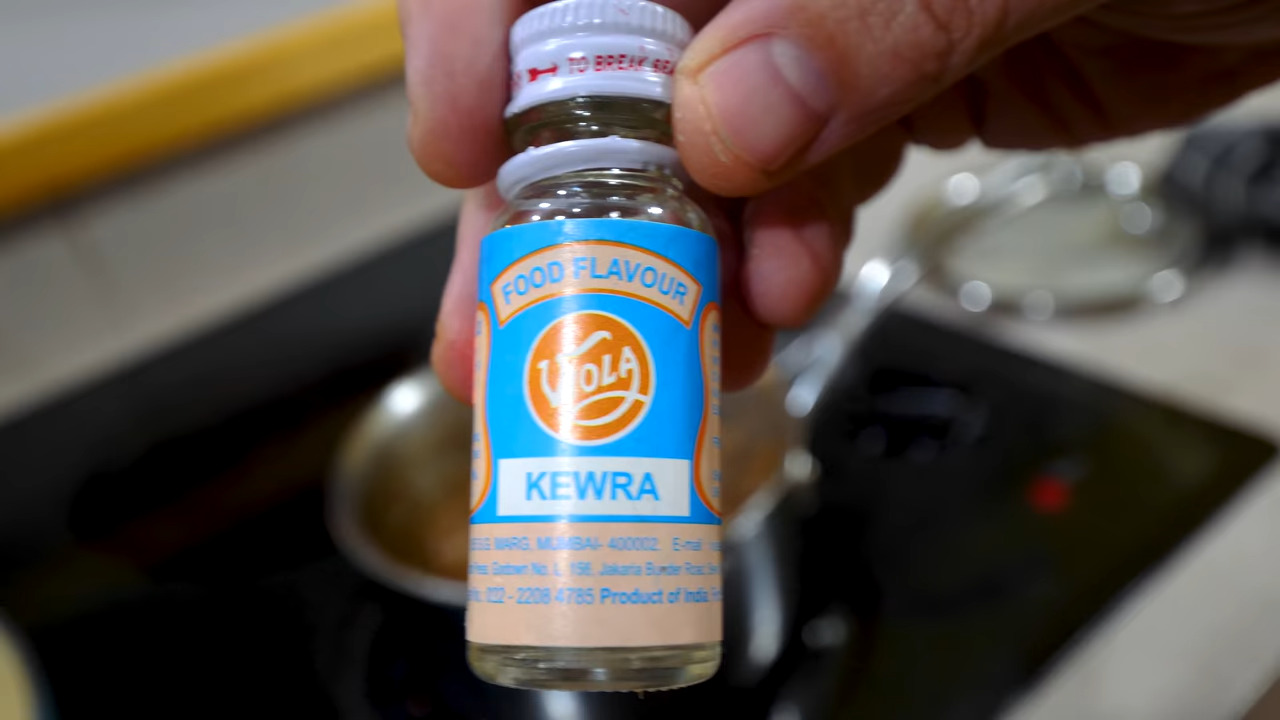 TO BREAK SEA
FOOD FLAVOUR
VIOLA
KEWRA
MARG, MUMBAI- 400002. E-mail
Godown No. 156, Jakaria Bunder Road,
022 - 2208 4785 Product of India.